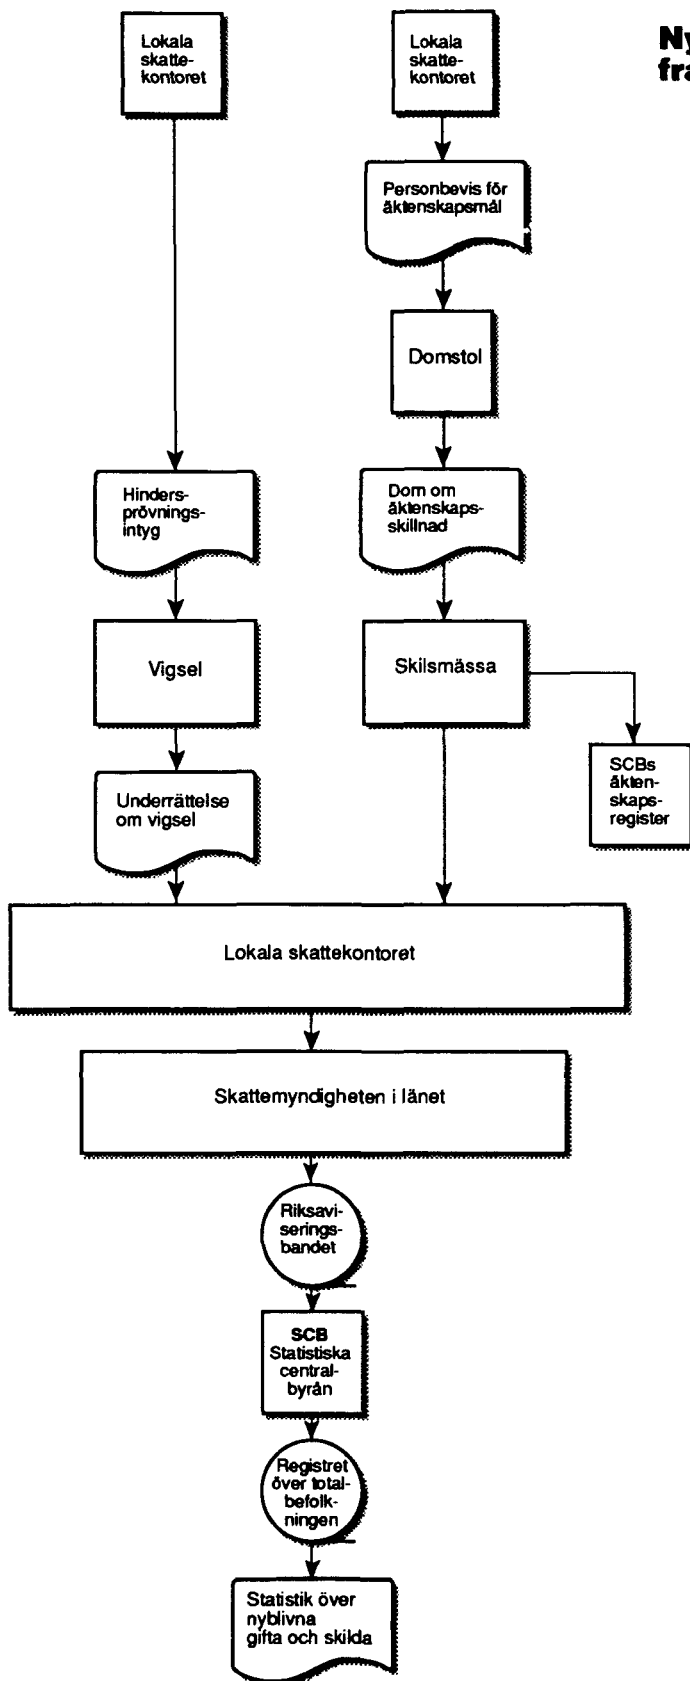 Lokala
skatte-
kontoret
Lokala
skatte-
kontoret
Personbevis för
äktenskapsmål
Domstol
Hinders-
prövnings-
intyg
Dom om
äktenskaps-
skillnad
Vigsel
Skilsmässa
Underrättelse
om vigsel
SCBs
äkten-
skaps-
register
Lokala skattekontoret
Skattemyndigheten i länet
Riksavi-
serings-
bandet
SCB
Statistiska
central-
byrån
Registret
över total-
befolk-
ningen
Statistik över
nyblivna
gifta och skilda